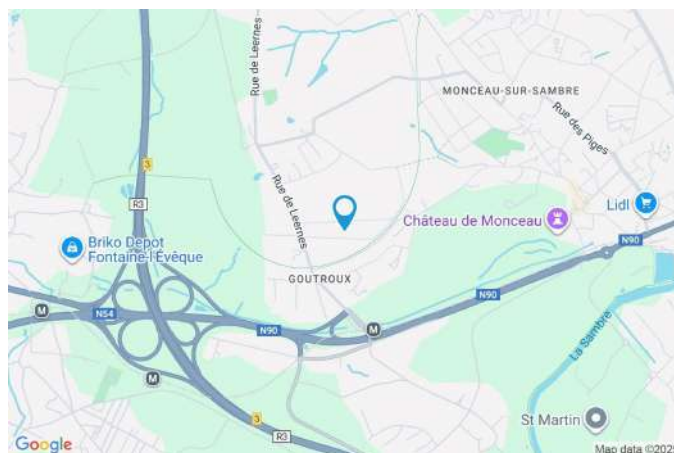 Rue de Leernes
MONCEAU-SUR-SAMBRE
Rue des Piges
3
R3
Rue de Leernes
Château de Monceau
Lidl
Briko Depot
Fontaine-l'Évêque
N90
GOUTROUX
N90
M
N54
N90
M
La Sambre
M
St Martin
3
R3
Google
Map data ©2025